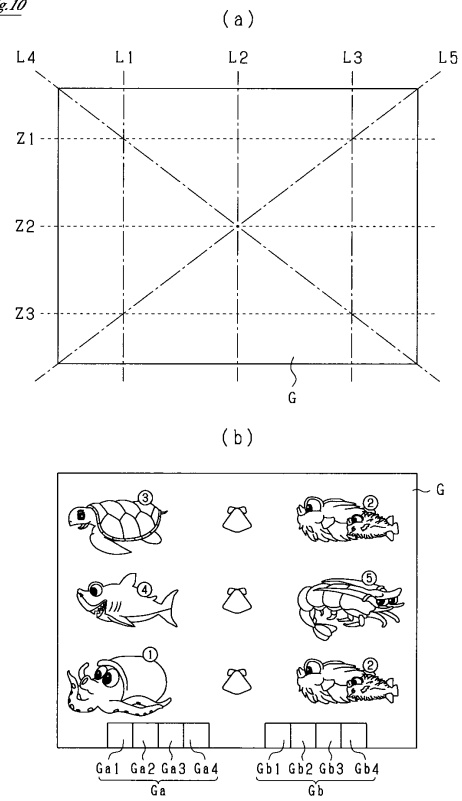 Fig.10
(a)
L4 L1 L2 L3 L5
Z1
Z2
Z3
G
(b)
G
③ ②
④ ⑤
① ②
Ga1 Ga2 Ga3 Ga4 Gb1 Gb2 Gb3 Gb4
Ga Gb